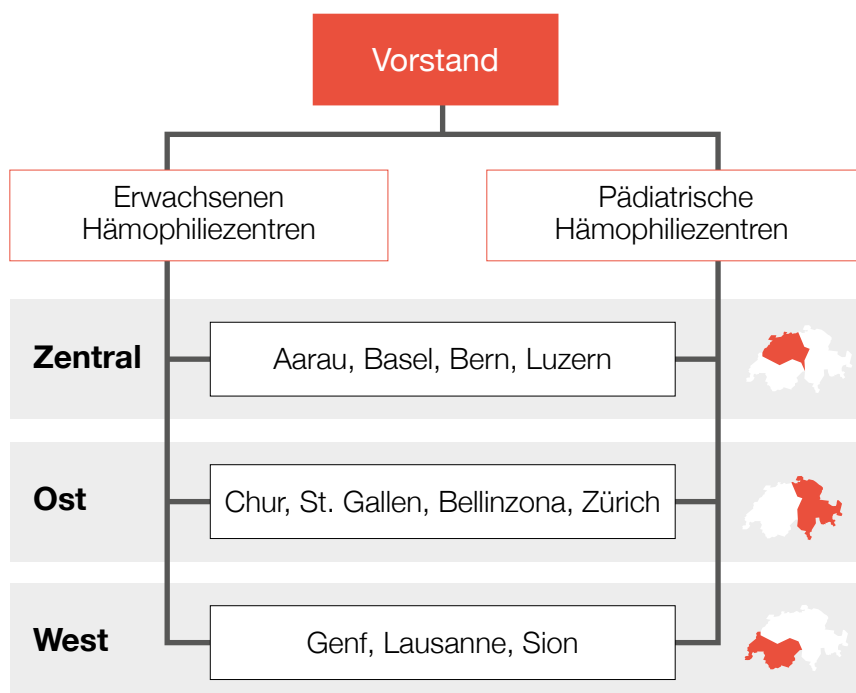 Vorstand
Erwachsenen
Hämophiliezentren
Pädiatrische
Hämophiliezentren
Zentral
Aarau, Basel, Bern, Luzern
Ost
Chur, St. Gallen, Bellinzona, Zürich
West
Genf, Lausanne, Sion